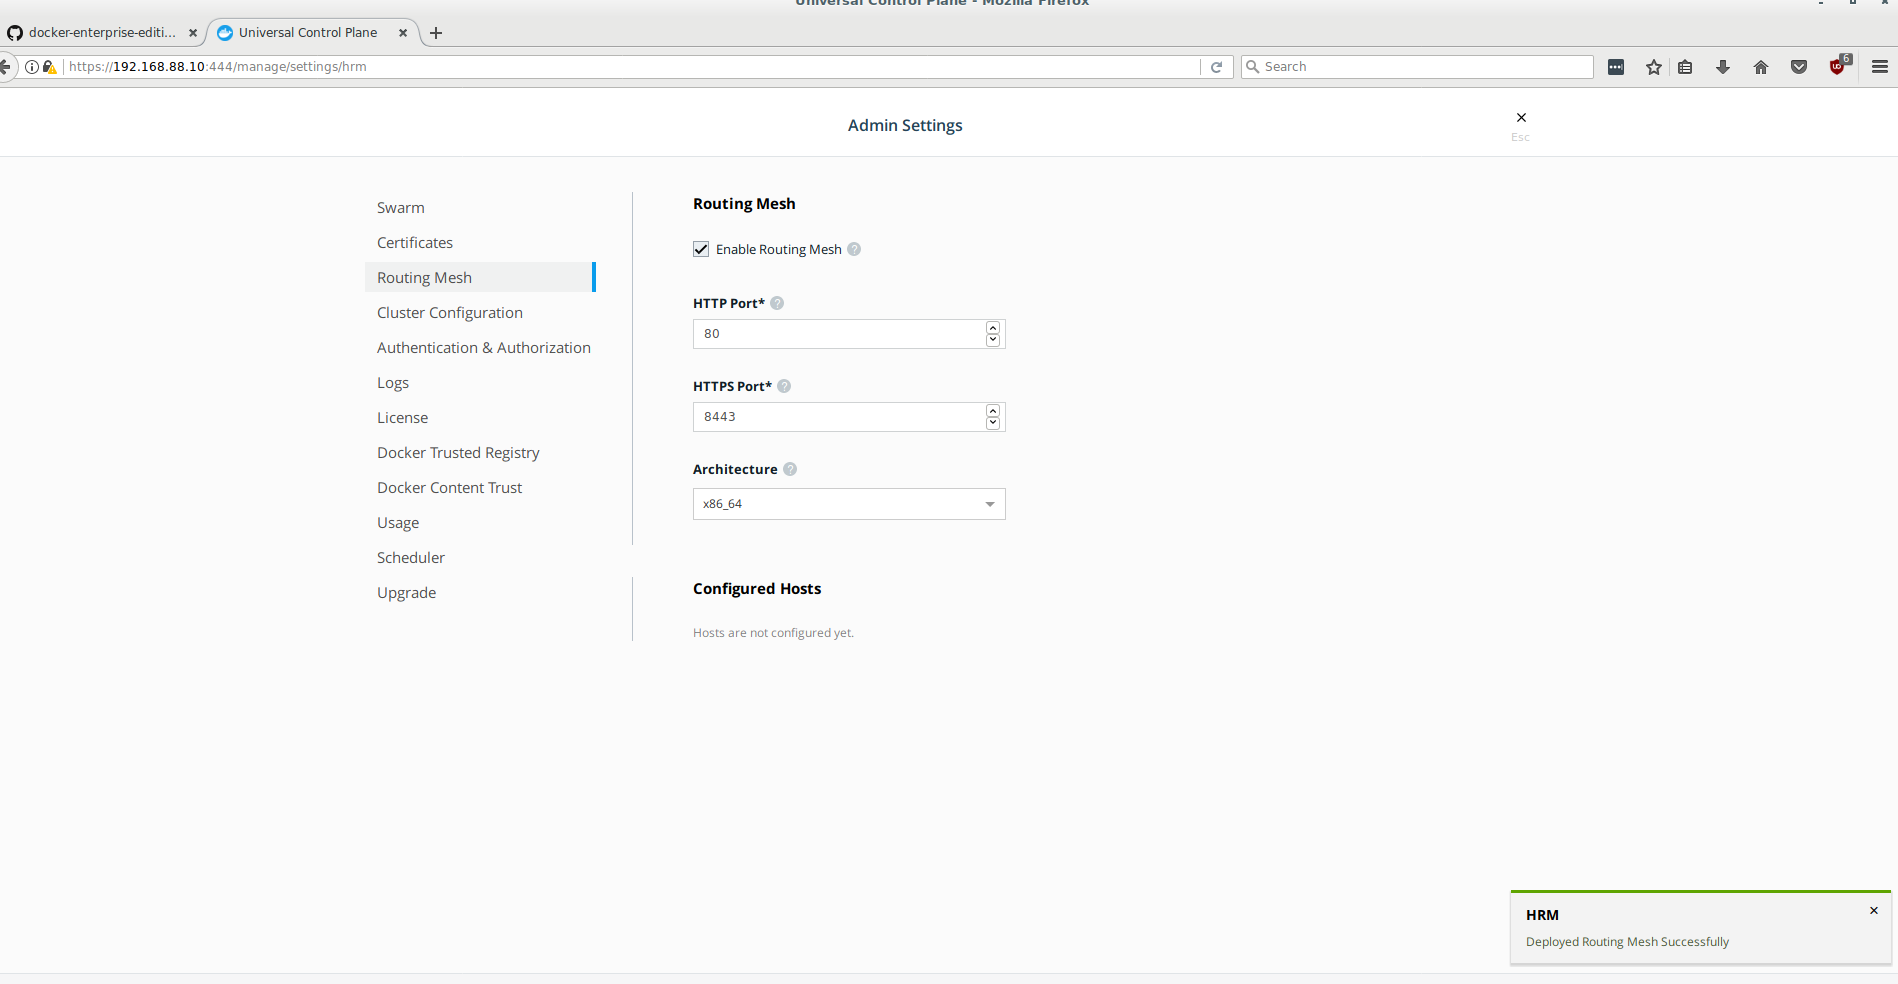 Universal Control Plane - Mozilla Firefox
docker-enterprise-editi...
Universal Control Plane
https://192.168.88.10:444/manage/settings/hrm
Search
6
Admin Settings
Esc
Swarm
Certificates
Routing Mesh
Cluster Configuration
Authentication & Authorization
Logs
License
Docker Trusted Registry
Docker Content Trust
Usage
Scheduler
Upgrade
Routing Mesh
Enable Routing Mesh ?
HTTP Port* ?
80
HTTPS Port* ?
8443
Architecture ?
x86_64
Configured Hosts
Hosts are not configured yet.
HRM
Deployed Routing Mesh Successfully